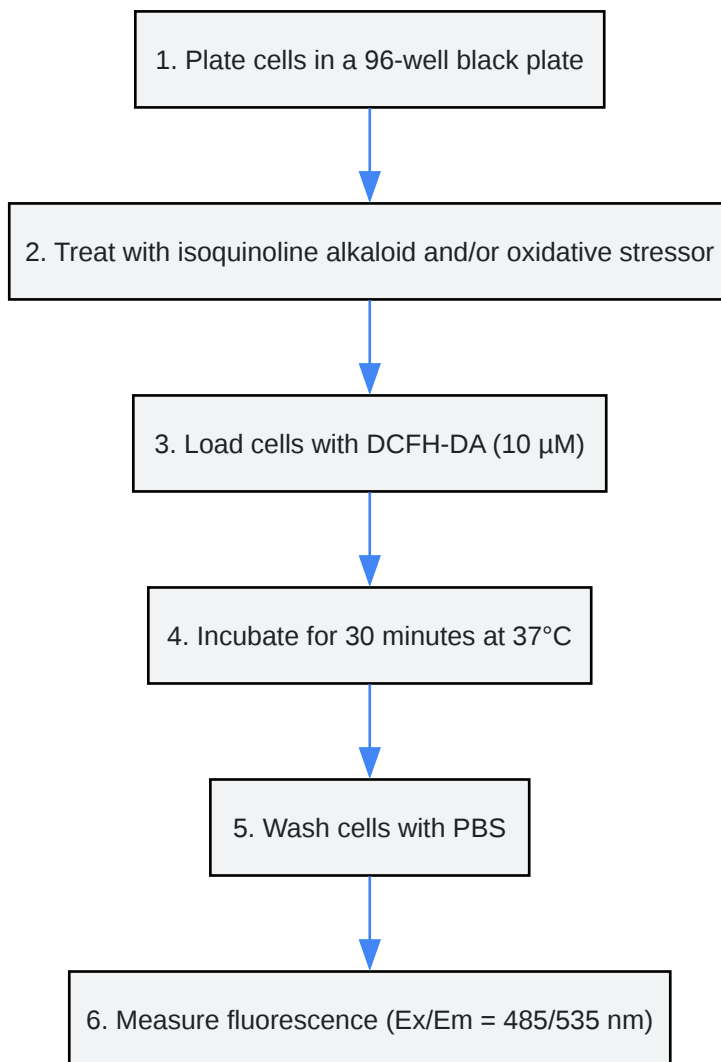 1. Plate cells in a 96-well black plate
2. Treat with isoquinoline alkaloid and/or oxidative stressor
3. Load cells with DCFH-DA (10 µM)
4. Incubate for 30 minutes at 37°C
5. Wash cells with PBS
6. Measure fluorescence (Ex/Em = 485/535 nm)